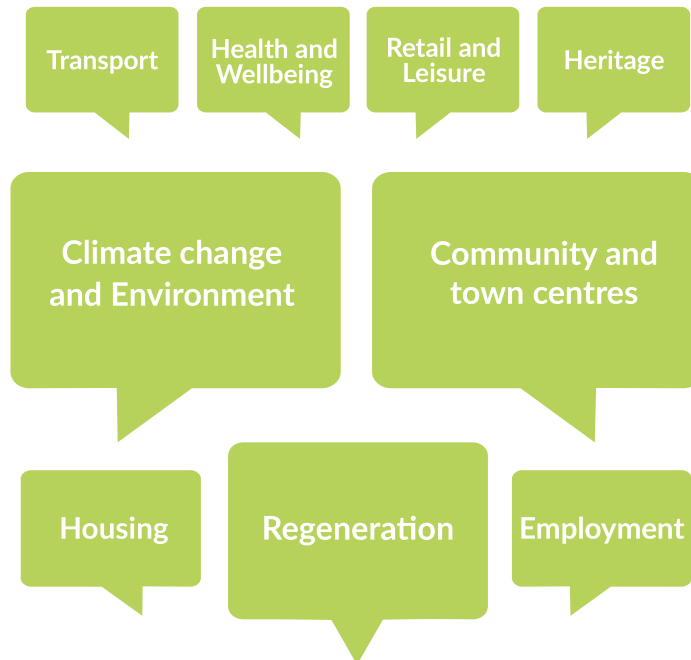 Transport
Health and
Wellbeing
Retail and
Leisure
Heritage
Climate change
and Environment
Community and
town centres
Housing
Regeneration
Employment